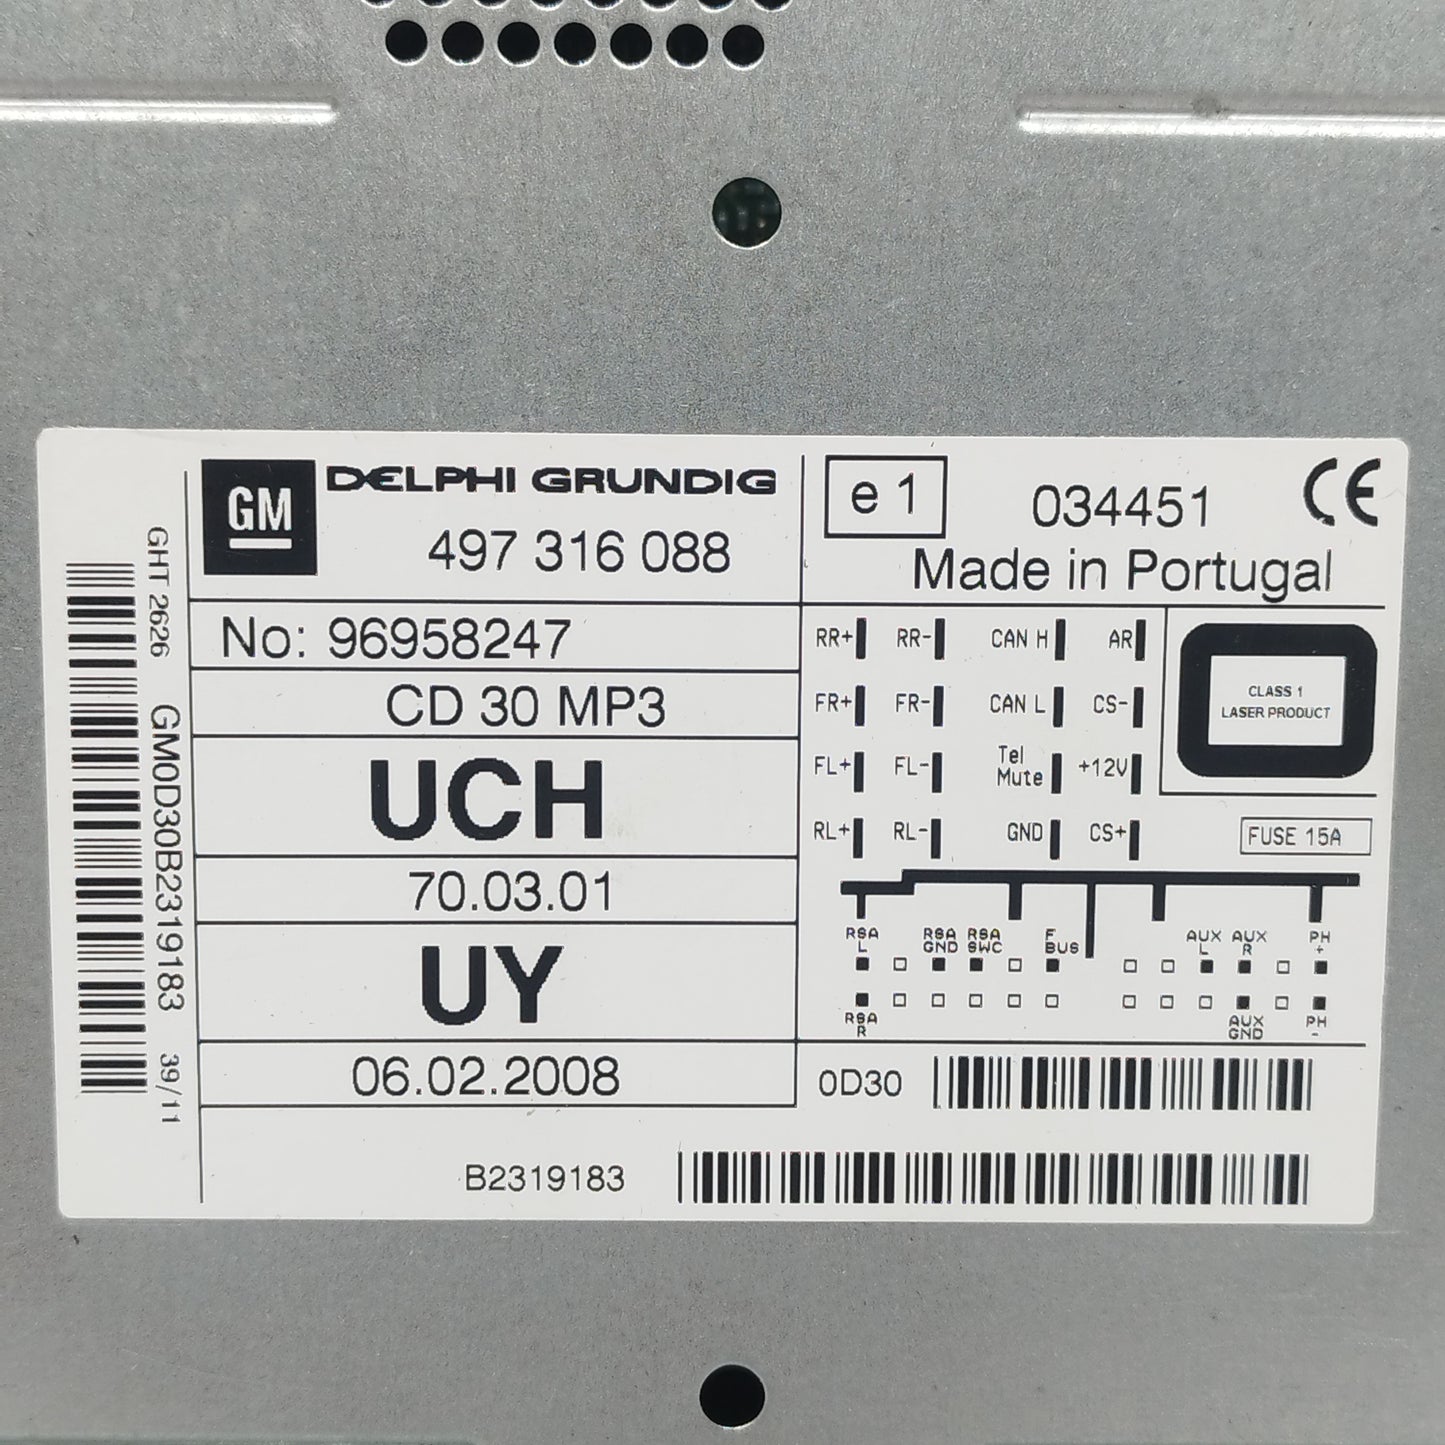 GM
DELPHI GRUNDIG
497 316 088
No: 96958247
CD 30 MP3
UCH
70.03.01
UY
06.02.2008
B2319183
e 1
034451
CE
Made in Portugal
RR+ RR- CAN H AR
FR+ FR- CAN L CS-
FL+ FL- Tel Mute +12V
RL+ RL- GND CS+
CLASS 1
LASER PRODUCT
FUSE 15A
RSA L RSA GND RSA SWC F BUS AUX L AUX R PH +
RSA R AUX GND PH -
0D30
GHT 2626 GM0D30B2319183 39/11